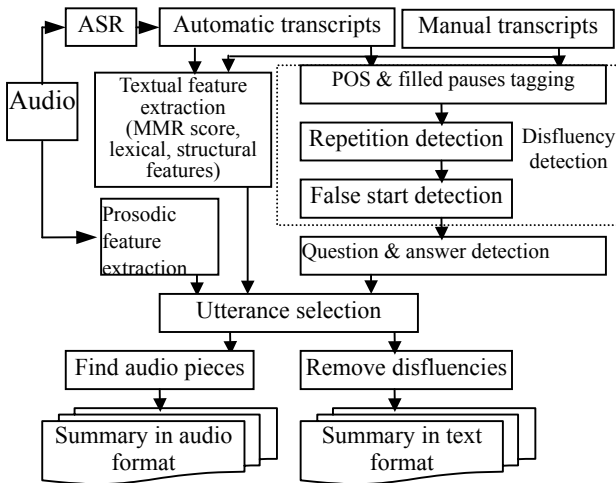 ASR
Automatic transcripts
Manual transcripts
Audio
Textual feature
extraction
(MMR score,
lexical, structural
features)
POS & filled pauses tagging
Repetition detection
Disfluency
detection
False start detection
Prosodic
feature
extraction
Question & answer detection
Utterance selection
Find audio pieces
Remove disfluencies
Summary in audio
format
Summary in text
format